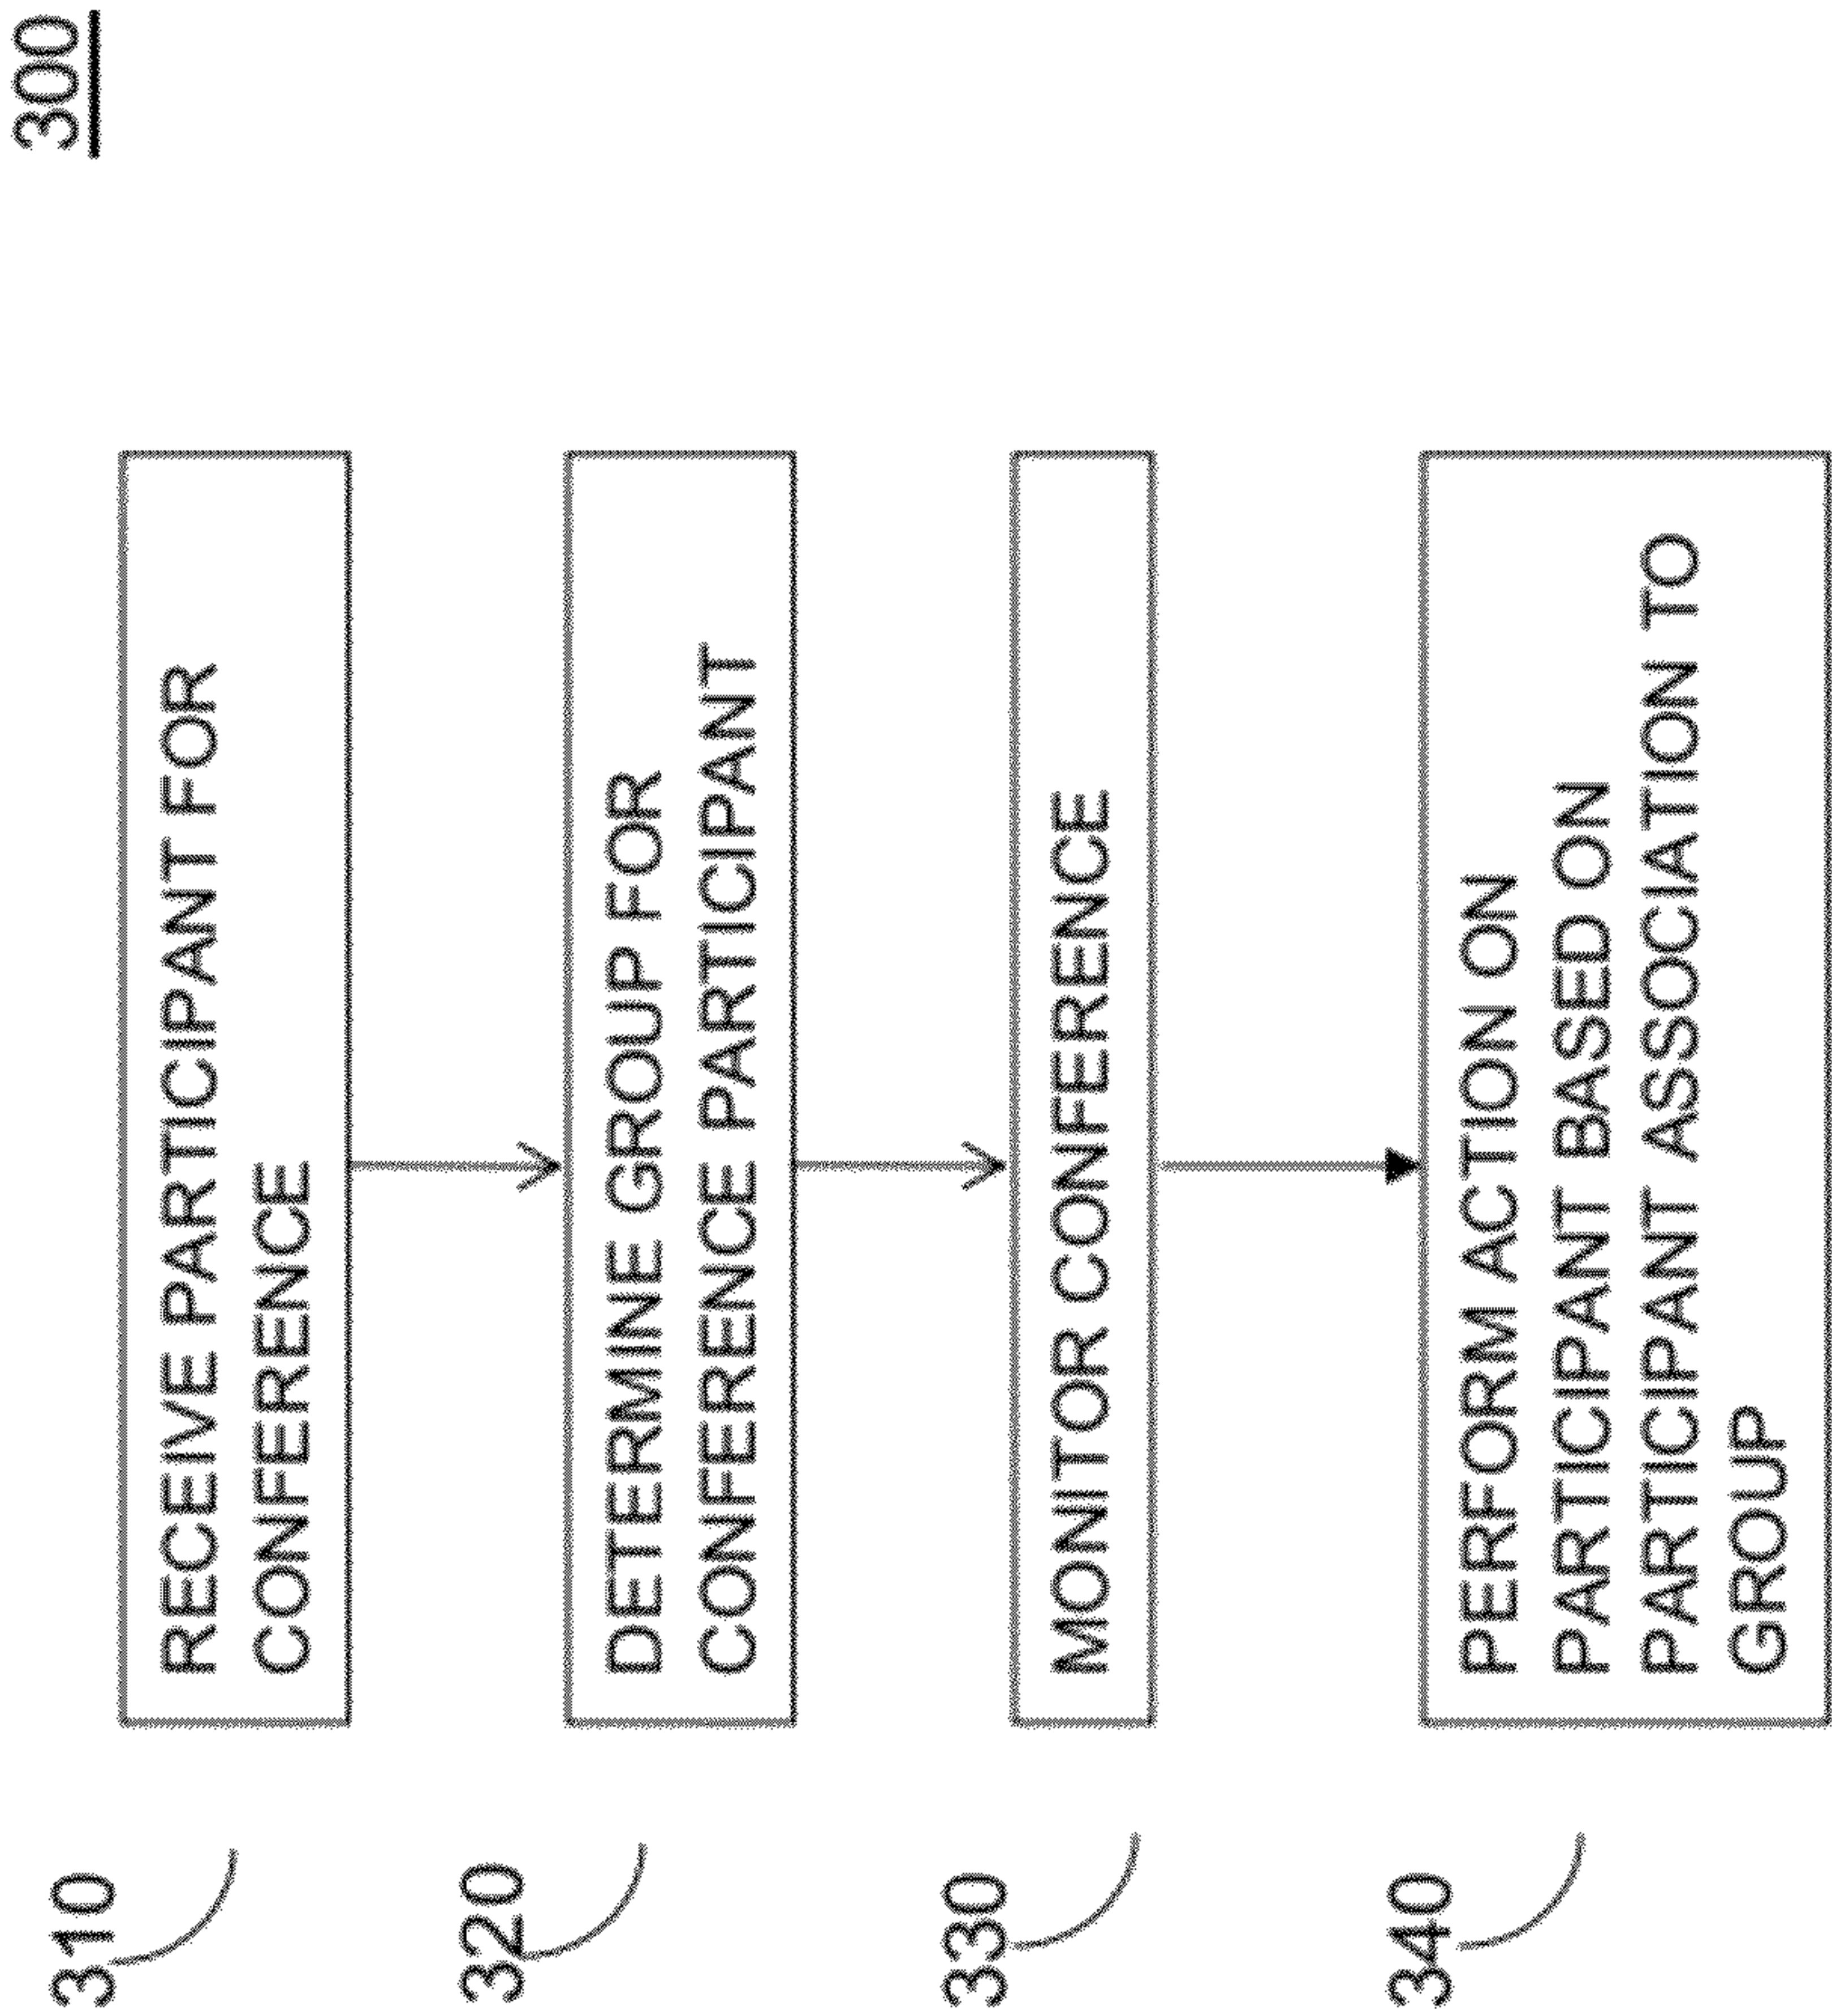 300
310
RECEIVE PARTICIPANT FOR
CONFERENCE
320
DETERMINE GROUP FOR
CONFERENCE PARTICIPANT
330
MONITOR CONFERENCE
340
PERFORM ACTION ON
PARTICIPANT BASED ON
PARTICIPANT ASSOCIATION TO
GROUP